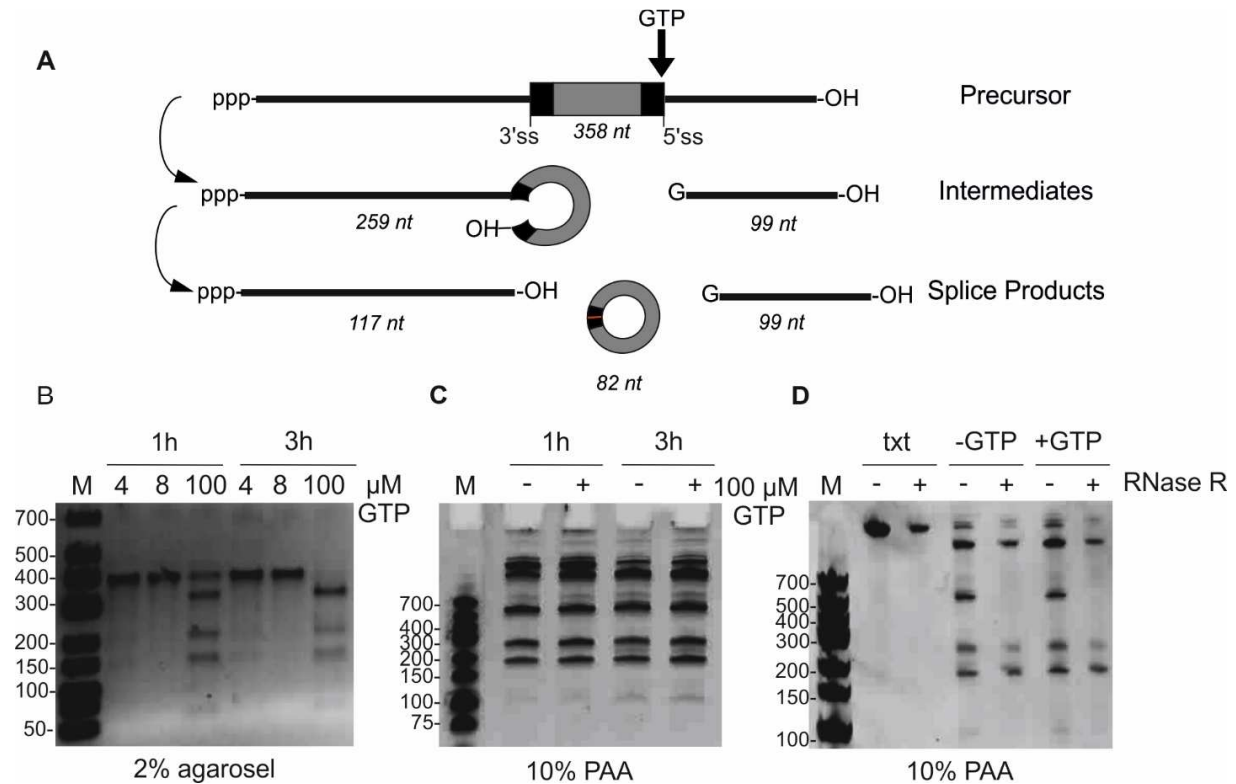 GTP
A
ppp- -OH Precursor
3'ss 358 nt 5'ss
ppp- G -OH Intermediates
259 nt OH 99 nt
ppp- -OH G -OH Splice Products
117 nt 99 nt
82 nt
B
1h 3h
M 4 8 100 4 8 100 µM
GTP
700-
500-
400-
300-
200-
150-
100-
50-
2% agarosel
C
1h 3h
M - + - + 100 µM
GTP
700-
400-
300-
200-
150-
100-
75-
10% PAA
D
txt -GTP +GTP
M - + - + - + RNase R
700-
500-
400-
300-
200-
150-
100-
10% PAA